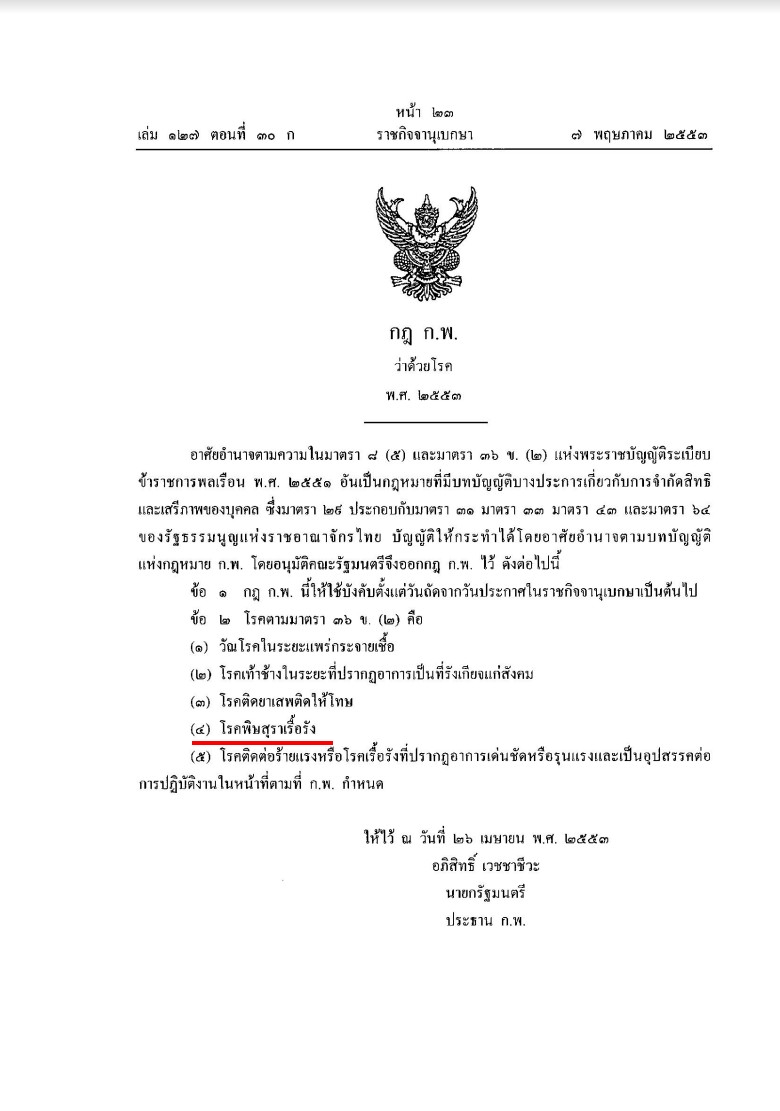 หน้า ๒๓
เล่ม ๑๒๗ ตอนที่ ๓๐ ก ราชกิจจานุเบกษา ๗ พฤษภาคม ๒๕๕๓
กฎ ก.พ.
ว่าด้วยโรค
พ.ศ. ๒๕๕๓
อาศัยอำนาจตามความในมาตรา ๘ (๕) และมาตรา ๓๖ ข. (๒) แห่งพระราชบัญญัติระเบียบ
ข้าราชการพลเรือน พ.ศ. ๒๕๕๑ อันเป็นกฎหมายที่มีบทบัญญัติบางประการเกี่ยวกับการจำกัดสิทธิ
และเสรีภาพของบุคคล ซึ่งมาตรา ๒๙ ประกอบกับมาตรา ๓๑ มาตรา ๓๓ มาตรา ๔๓ และมาตรา ๖๔
ของรัฐธรรมนูญแห่งราชอาณาจักรไทย บัญญัติให้กระทำได้โดยอาศัยอำนาจตามบทบัญญัติ
แห่งกฎหมาย ก.พ. โดยอนุมัติคณะรัฐมนตรีจึงออกกฎ ก.พ. ไว้ ดังต่อไปนี้
ข้อ ๑ กฎ ก.พ. นี้ให้ใช้บังคับตั้งแต่วันถัดจากวันประกาศในราชกิจจานุเบกษาเป็นต้นไป
ข้อ ๒ โรคตามมาตรา ๓๖ ข. (๒) คือ
(๑) วัณโรคในระยะแพร่กระจายเชื้อ
(๒) โรคเท้าช้างในระยะที่ปรากฏอาการเป็นที่รังเกียจแก่สังคม
(๓) โรคติดยาเสพติดให้โทษ
(๔) โรคพิษสุราเรื้อรัง
(๕) โรคติดต่อร้ายแรงหรือโรคเรื้อรังที่ปรากฏอาการเด่นชัดหรือรุนแรงและเป็นอุปสรรคต่อ
การปฏิบัติงานในหน้าที่ตามที่ ก.พ. กำหนด
ให้ไว้ ณ วันที่ ๒๖ เมษายน พ.ศ. ๒๕๕๓
อภิสิทธิ์ เวชชาชีวะ
นายกรัฐมนตรี
ประธาน ก.พ.